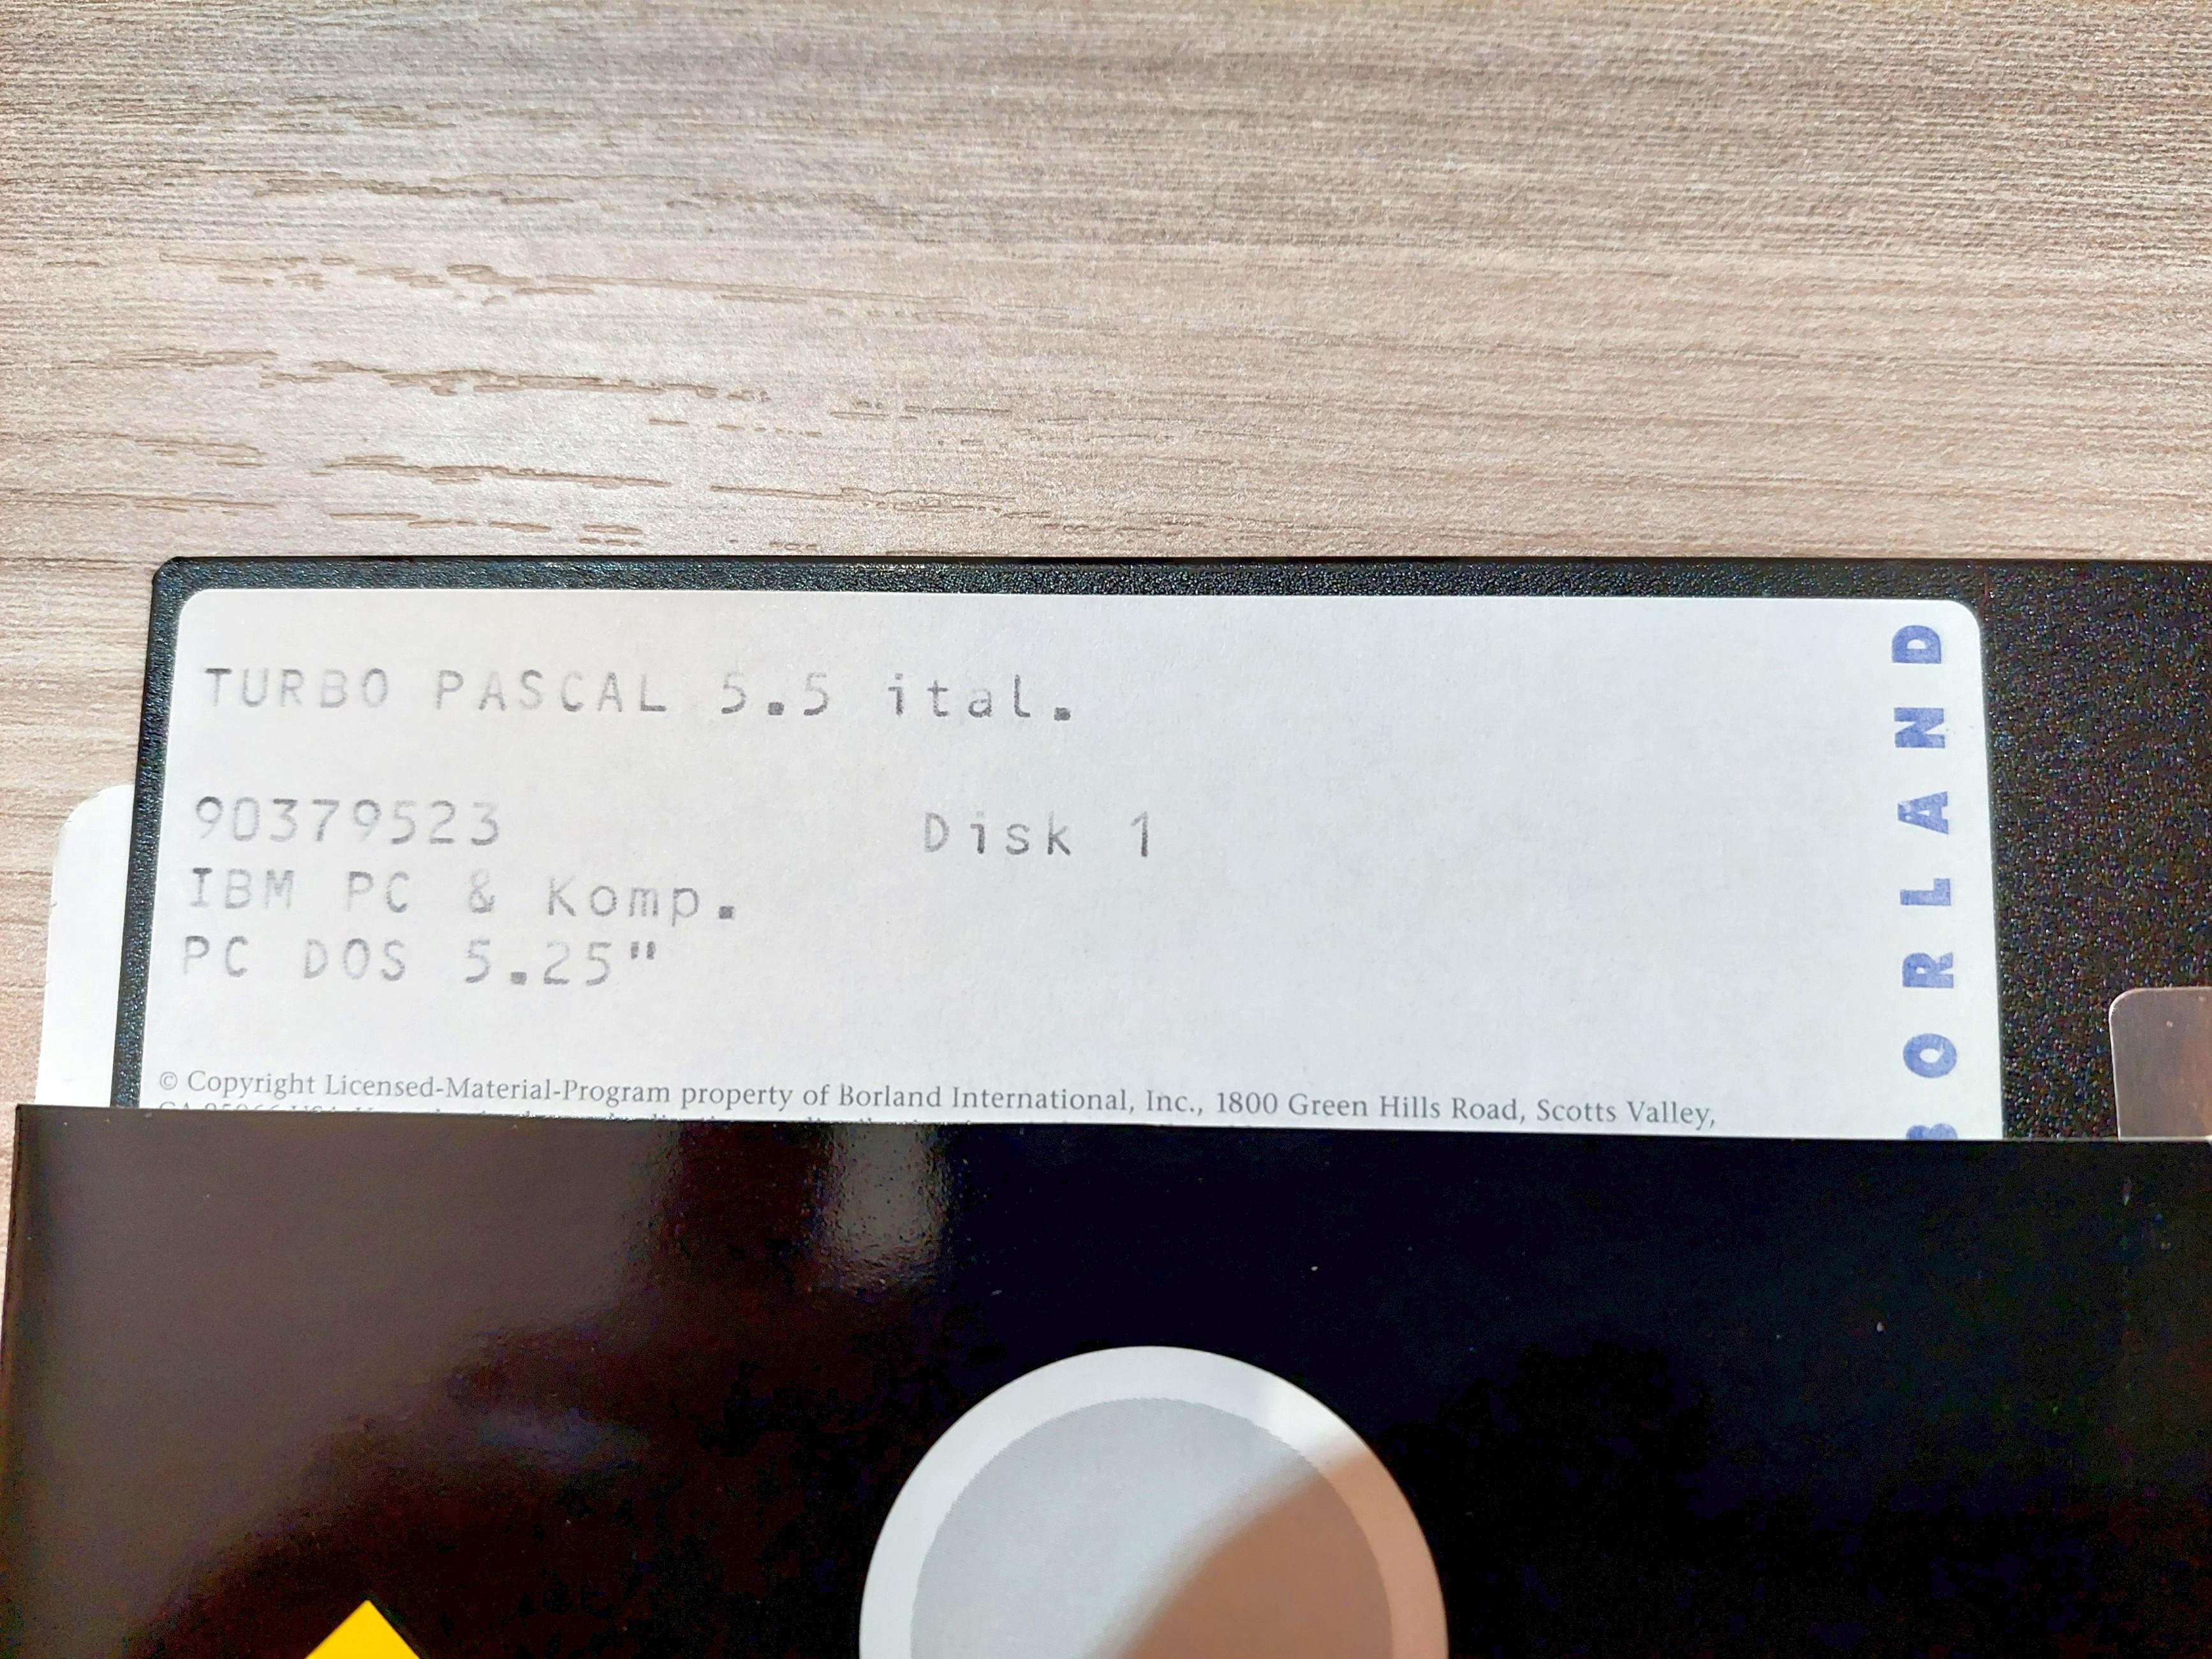 TURBO PASCAL 5.5 ital.
90379523 Disk 1
IBM PC & Komp.
PC DOS 5.25"
© Copyright Licensed-Material-Program property of Borland International, Inc., 1800 Green Hills Road, Scotts Valley,
BORLAND